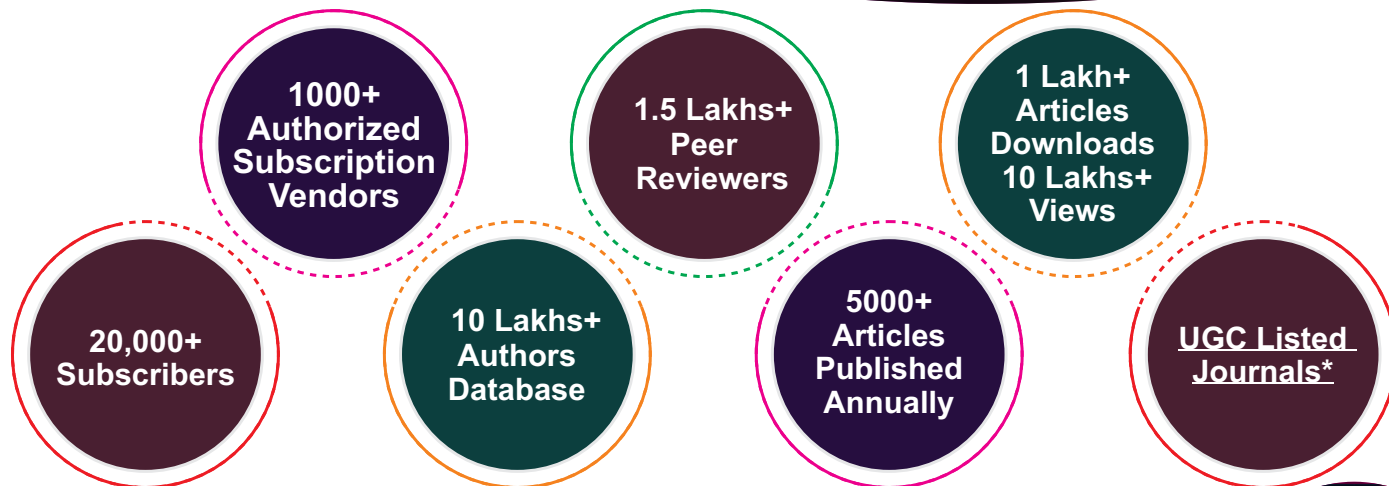 1000+
Authorized
Subscription
Vendors
1.5 Lakhs+
Peer
Reviewers
1 Lakh+
Articles
Downloads
10 Lakhs+
Views
20,000+
Subscribers
10 Lakhs+
Authors
Database
5000+
Articles
Published
Annually
UGC Listed
Journals*